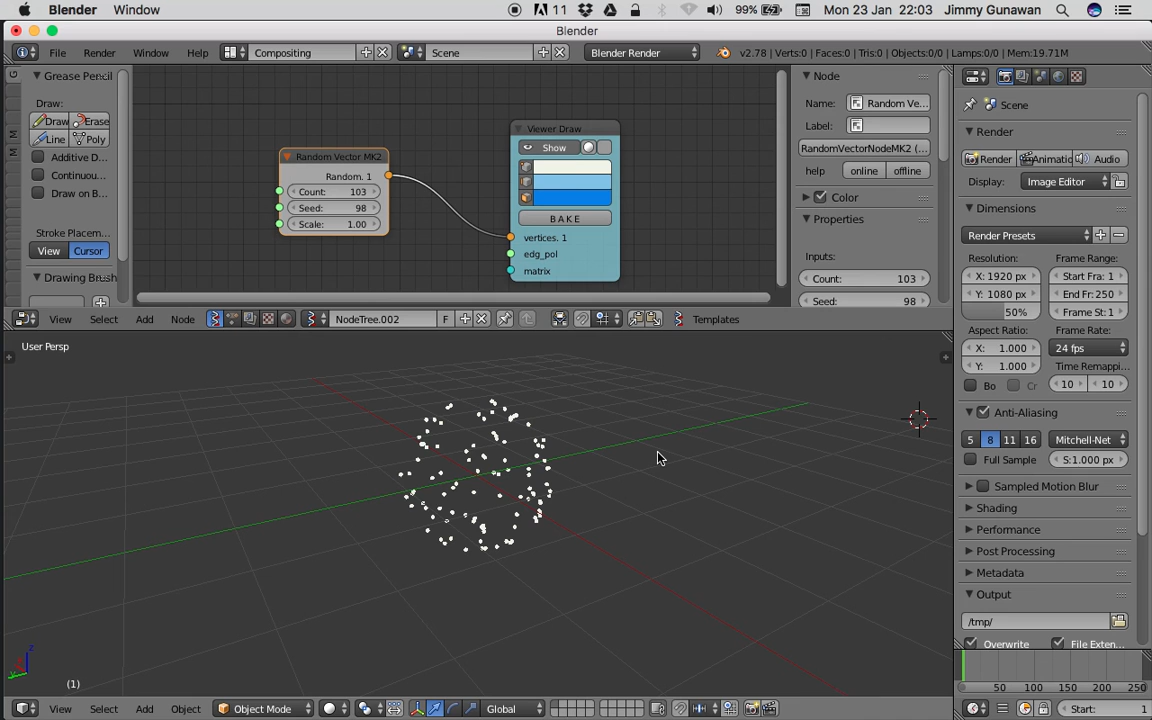 Blender Window 11 99% Mon 23 Jan 22:03 Jimmy Gunawan
Blender
File Render Window Help Compositing Scene Blender Render v2.78 | Verts:0 | Faces:0 | Tris:0 | Objects:0/0 | Lamps:0/0 | Mem:19.71M
G
M
M
Grease Pencil
Draw:
Draw Erase
Line Poly
Additive D...
Continuou...
Draw on B...
Stroke Placem...
View Cursor
Drawing Brush
Random Vector MK2
Random. 1
Count: 103
Seed: 98
Scale: 1.00
Viewer Draw
Show
B A K E
vertices. 1
edg_pol
matrix
Node
Name: Random Ve...
Label:
RandomVectorNodeMK2 (...
help online offline
Color
Properties
Inputs:
Count: 103
Seed: 98
View Select Add Node NodeTree.002 F Templates
User Persp
(1)
View Select Add Object Object Mode Global
Scene
Render
Render Animatic Audio
Display: Image Editor
Dimensions
Render Presets
Resolution: Frame Range:
X: 1920 px Start Fra: 1
Y: 1080 px End Fr: 250
50% Frame St: 1
Aspect Ratio: Frame Rate:
X: 1.000 24 fps
Y: 1.000 Time Remappi...
Bo Cr 10 10
Anti-Aliasing
5 8 11 16 Mitchell-Net
Full Sample S:1.000 px
Sampled Motion Blur
Shading
Performance
Post Processing
Metadata
Output
/tmp/
Overwrite File Exten...
0 50 100 150 200 250
Start: 1